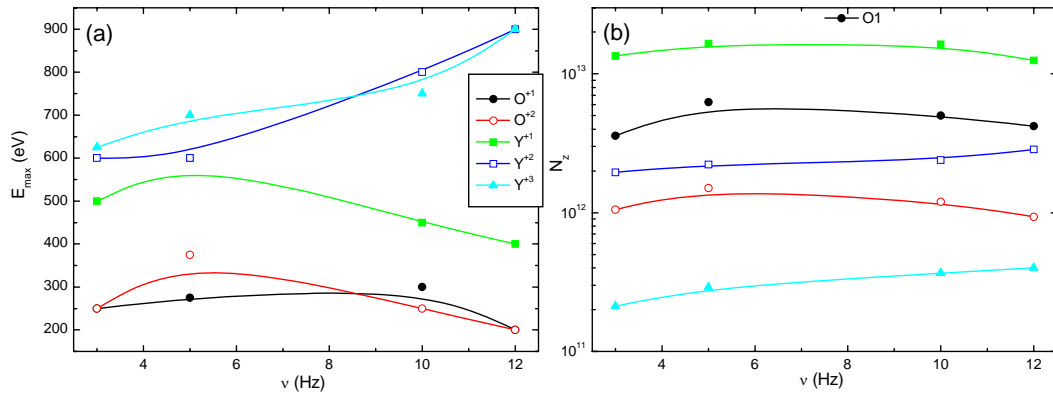 (a)
900
800
700
600
500
400
300
200
E_max (eV)
4 6 8 10 12
ν (Hz)
O^+1
O^+2
Y^+1
Y^+2
Y^+3
(b)
O1
10^13
10^12
10^11
N_z
4 6 8 10 12
ν (Hz)